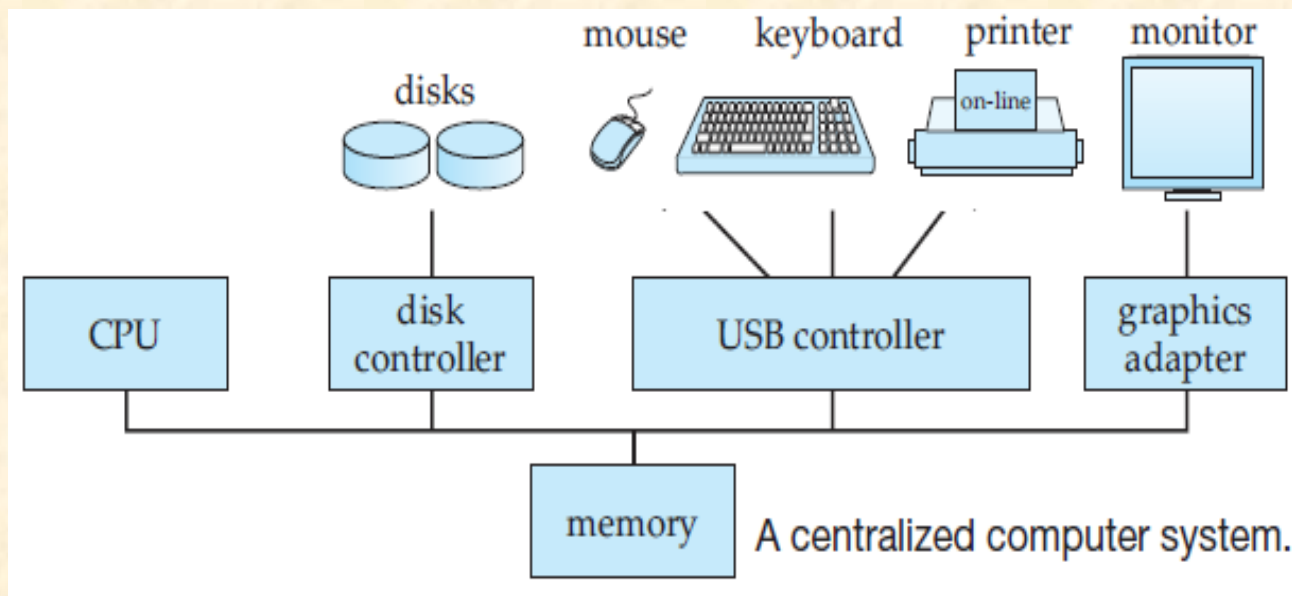 mouse keyboard printer monitor
disks
on-line
CPU
disk
controller
USB controller
graphics
adapter
memory
A centralized computer system.